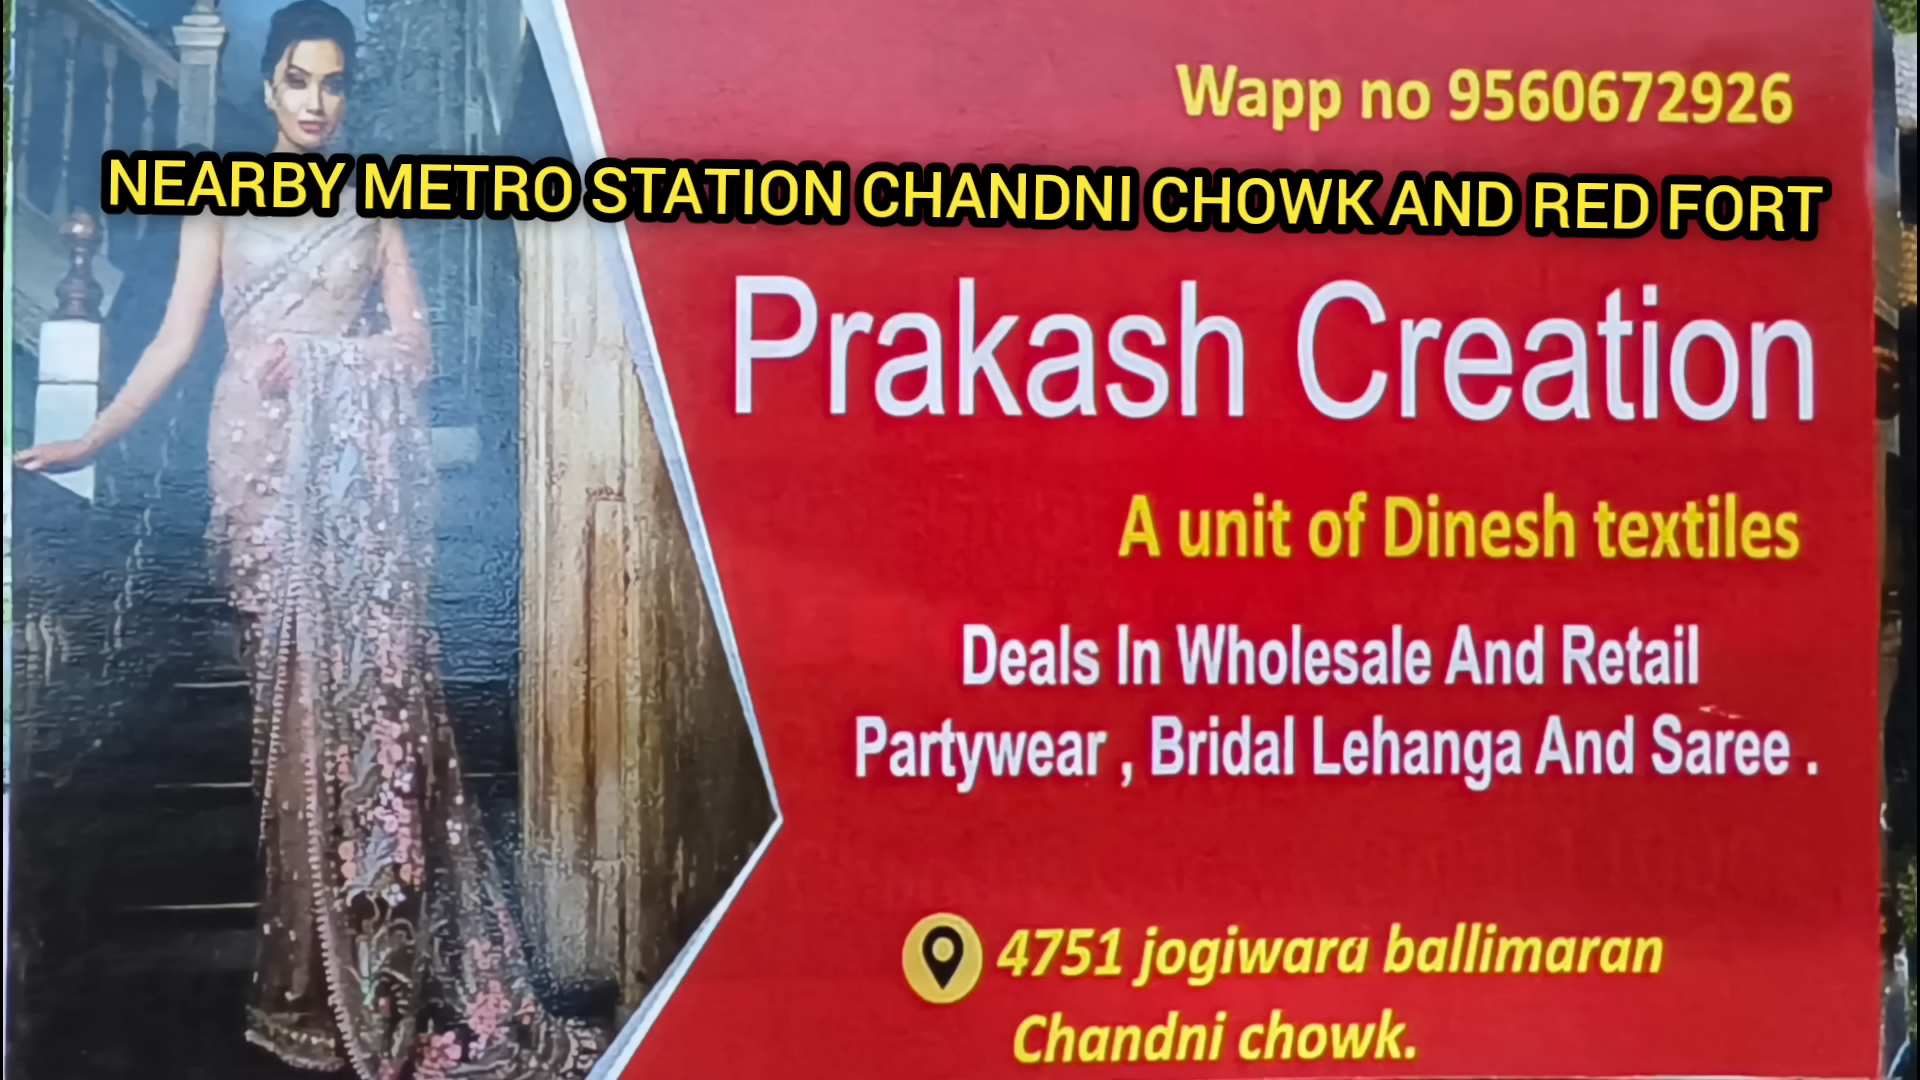 Wapp no 9560672926
NEARBY METRO STATION CHANDNI CHOWK AND RED FORT
Prakash Creation
A unit of Dinesh textiles
Deals In Wholesale And Retail
Partywear , Bridal Lehanga And Saree .
4751 jogiwara ballimaran
Chandni chowk.